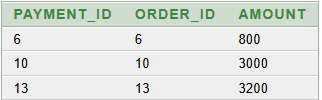 PAYMENT_ID ORDER_ID AMOUNT
6 6 800
10 10 3000
13 13 3200